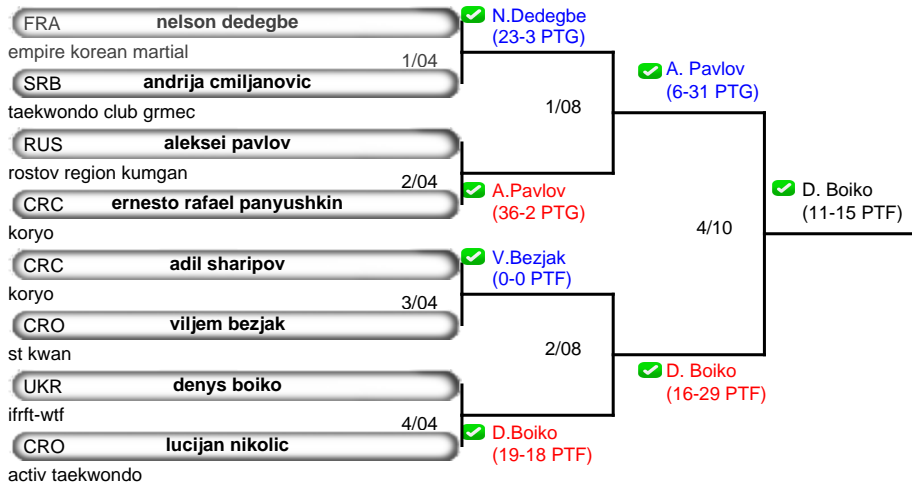 FRA nelson dedegbe
empire korean martial
1/04
SRB andrija cmiljanovic
taekwondo club grmec
RUS aleksei pavlov
rostov region kumgan
2/04
CRC ernesto rafael panyushkin
koryo
CRC adil sharipov
koryo
3/04
CRO viljem bezjak
st kwan
UKR denys boiko
ifrft-wtf
4/04
CRO lucijan nikolic
activ taekwondo
N.Dedegbe
(23-3 PTG)
1/08
A.Pavlov
(36-2 PTG)
V.Bezjak
(0-0 PTF)
2/08
D.Boiko
(19-18 PTF)
A. Pavlov
(6-31 PTG)
4/10
D. Boiko
(16-29 PTF)
D. Boiko
(11-15 PTF)